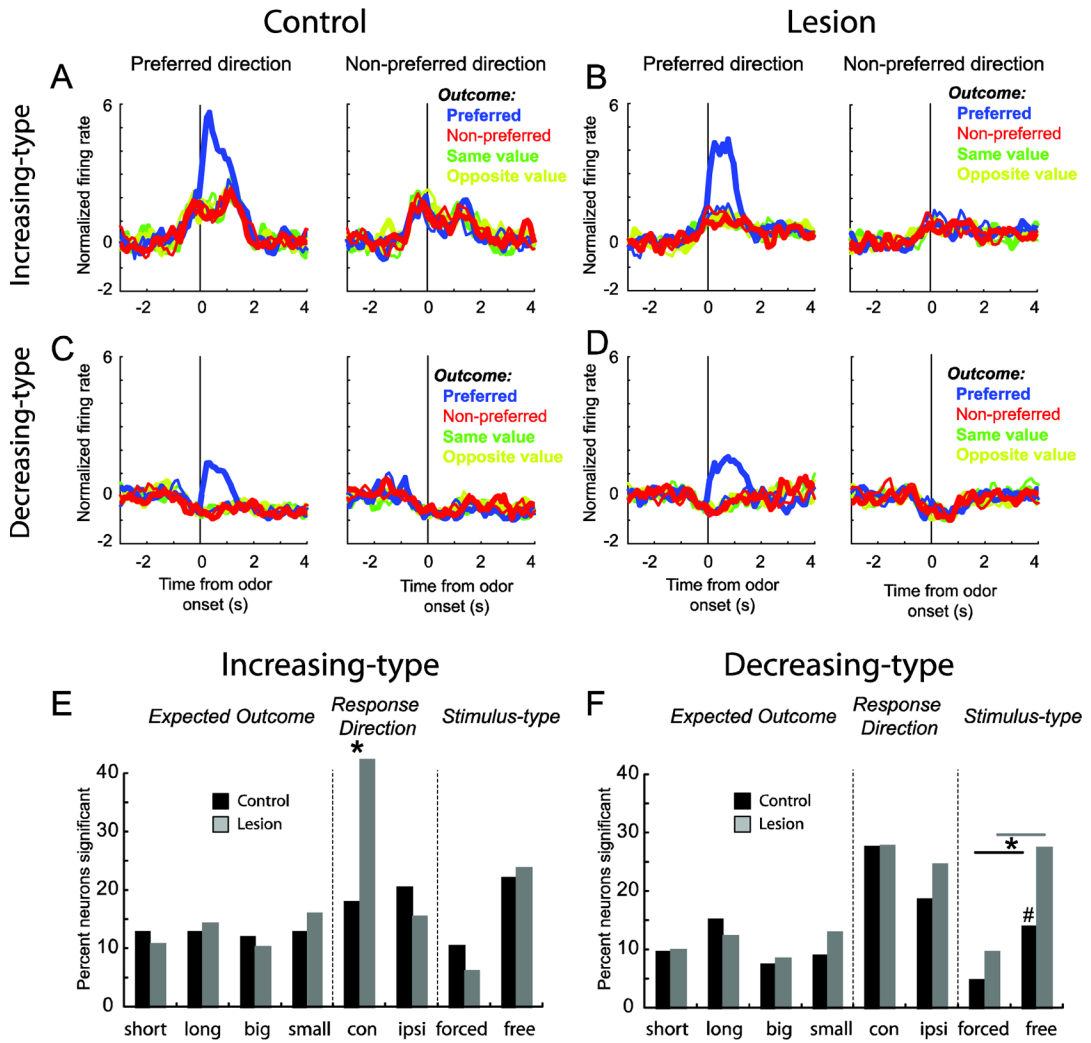 Control
Lesion
Increasing-type
Decreasing-type
A
Preferred direction
Non-preferred direction
Normalized firing rate
6
0
-2
-2
0
2
4
-2
0
2
4
Outcome:
Preferred
Non-preferred
Same value
Opposite value
B
Preferred direction
Non-preferred direction
Normalized firing rate
6
0
-2
-2
0
2
4
-2
0
2
4
Outcome:
Preferred
Non-preferred
Same value
Opposite value
C
Normalized firing rate
6
0
-2
-2
0
2
4
-2
0
2
4
Outcome:
Preferred
Non-preferred
Same value
Opposite value
Time from odor
onset (s)
Time from odor
onset (s)
D
Normalized firing rate
6
0
-2
-2
0
2
4
-2
0
2
4
Outcome:
Preferred
Non-preferred
Same value
Opposite value
Time from odor
onset (s)
Time from odor
onset (s)
Increasing-type
E
Expected Outcome
Response
Direction
Stimulus-type
*
Percent neurons significant
40
30
20
10
0
Control
Lesion
short long big small con ipsi forced free
Decreasing-type
F
Expected Outcome
Response
Direction
Stimulus-type
Percent neurons significant
40
30
20
10
0
Control
Lesion
*
#
short long big small con ipsi forced free